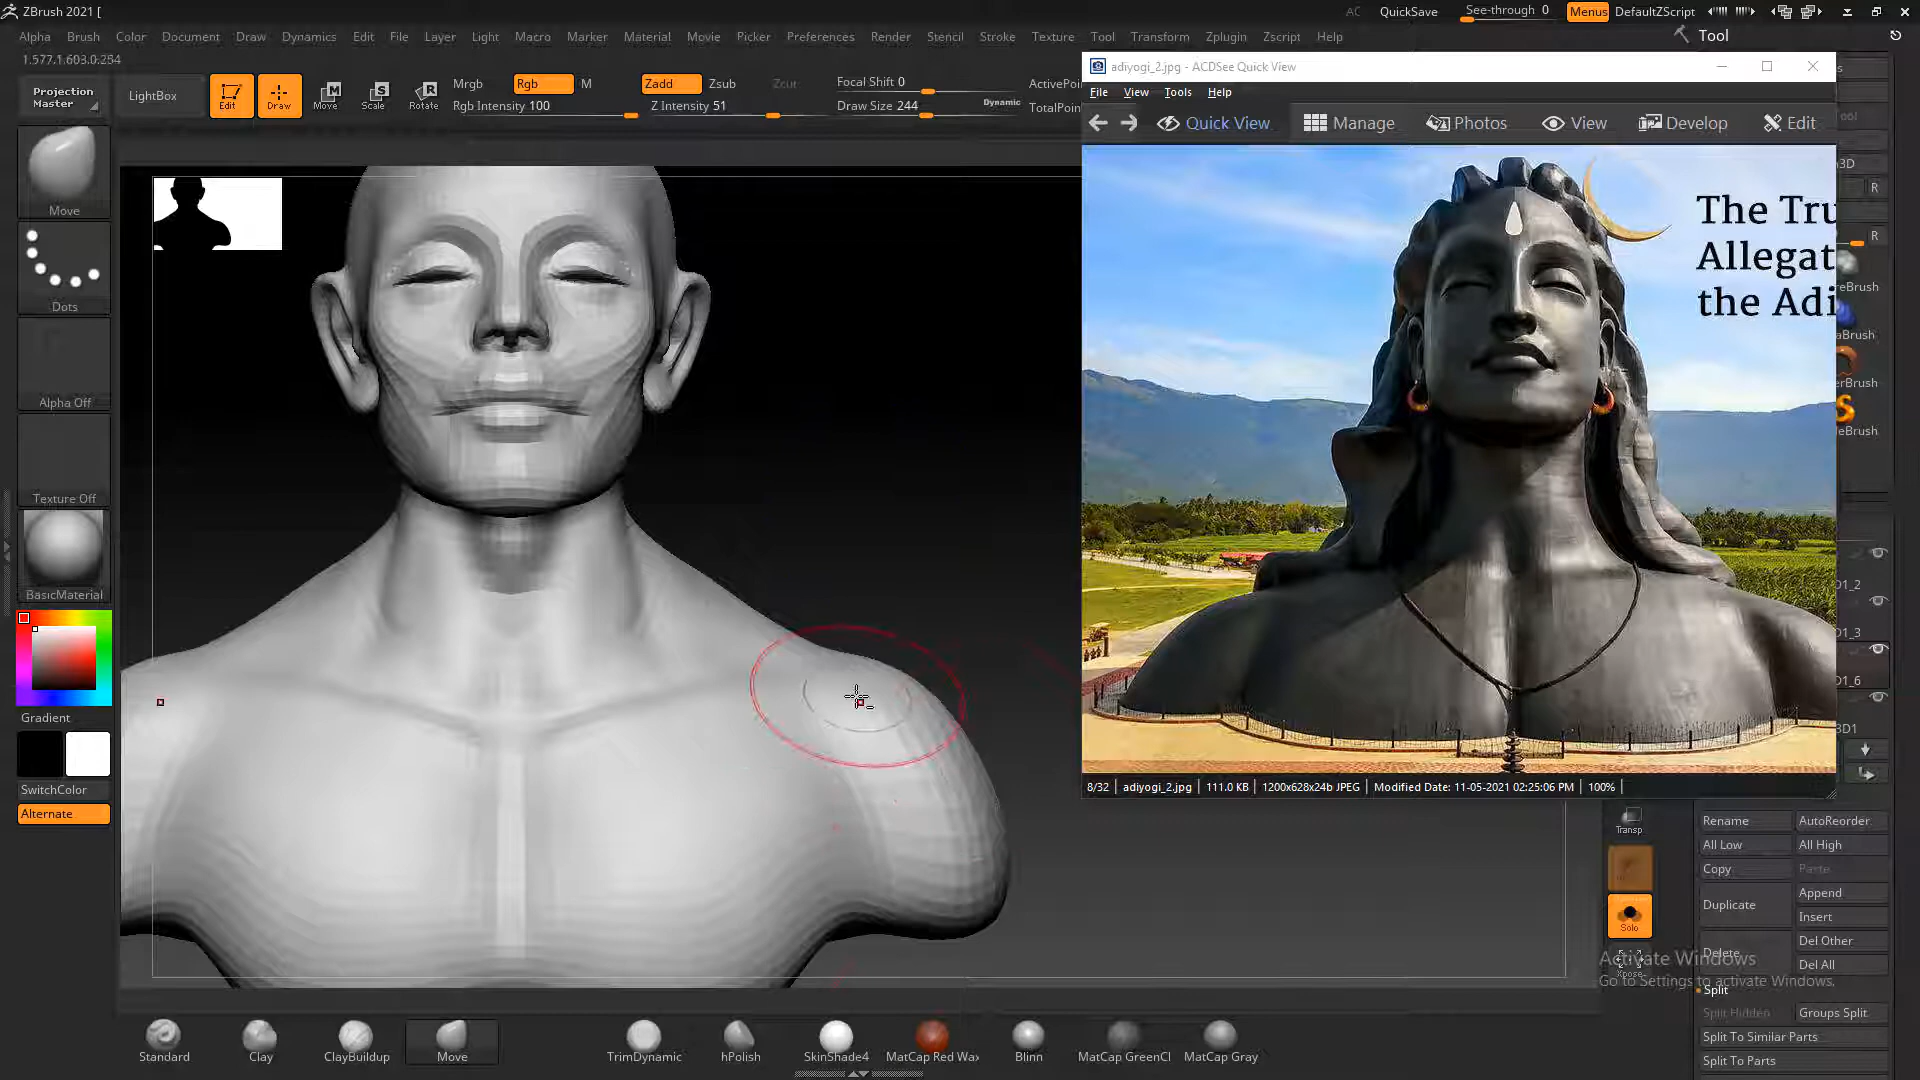 ZBrush 2021 [
AC QuickSave See-through 0 Menus DefaultZScript
Alpha Brush Color Document Draw Dynamics Edit File Layer Light Macro Marker Material Movie Picker Preferences Render Stencil Stroke Texture Tool Transform Zplugin Zscript Help
Tool
1.577,1.603,0.254
Projection Master
LightBox
Edit
Draw
Move
Scale
Rotate
Mrgb Rgb M
Rgb Intensity 100
Zadd Zsub Zcut
Z Intensity 51
Focal Shift 0
Draw Size 244
Dynamic
ActivePoi
TotalPoin
Move
Dots
Alpha Off
Texture Off
BasicMaterial
Gradient
SwitchColor
Alternate
adiyogi_2.jpg - ACDSee Quick View
File View Tools Help
Quick View Manage Photos View Develop Edit
The Tru
Allegat
the Adi
8/32 adiyogi_2.jpg 111.0 KB 1200x628x24b JPEG Modified Date: 11-05-2021 02:25:06 PM 100%
R
R
D1_2
D1_3
D1_6
3D1
Transp
Solo
Xpose
Rename AutoReorder
All Low All High
Copy Paste
Duplicate Append
Insert
Delete Del Other
Del All
Split
Split Hidden Groups Split
Split To Similar Parts
Split To Parts
Activate Windows
Go to Settings to activate Windows.
Standard Clay ClayBuildup Move TrimDynamic hPolish SkinShade4 MatCap Red Wax Blinn MatCap GreenCl MatCap Gray